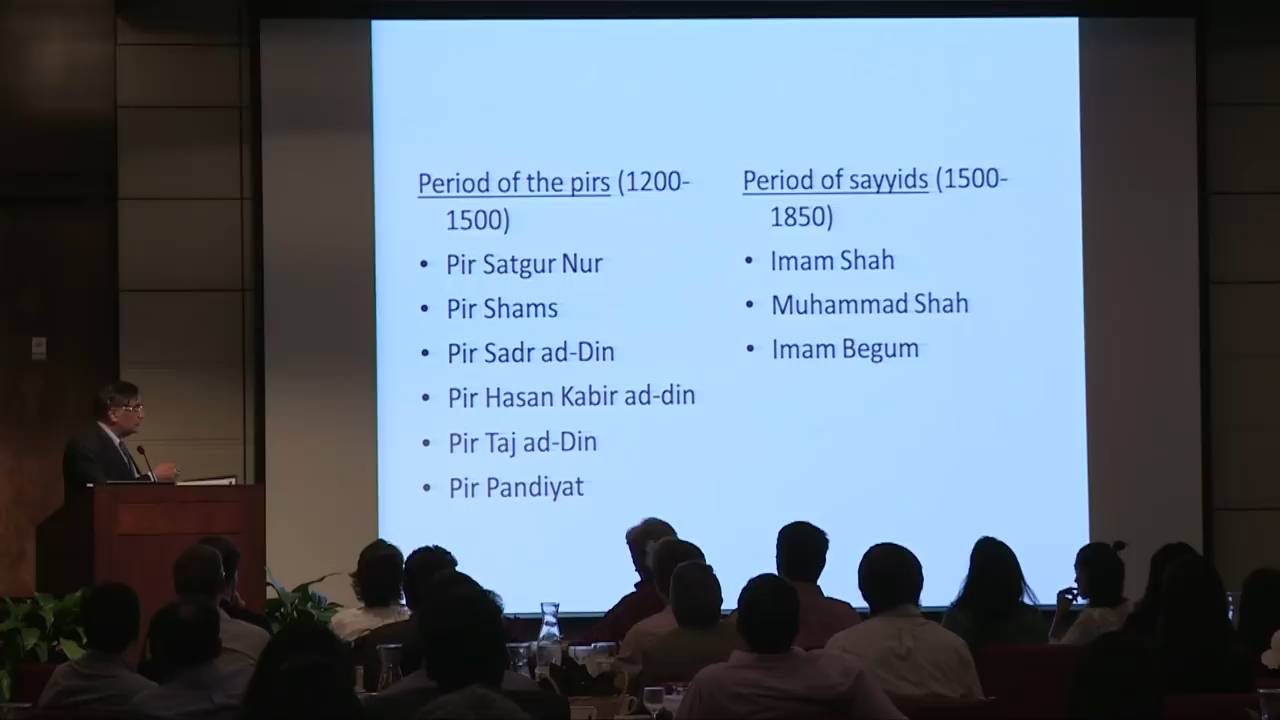 Period of the pirs (1200-
1500)
• Pir Satgur Nur
• Pir Shams
• Pir Sadr ad-Din
• Pir Hasan Kabir ad-din
• Pir Taj ad-Din
• Pir Pandiyat
Period of sayyids (1500-
1850)
• Imam Shah
• Muhammad Shah
• Imam Begum